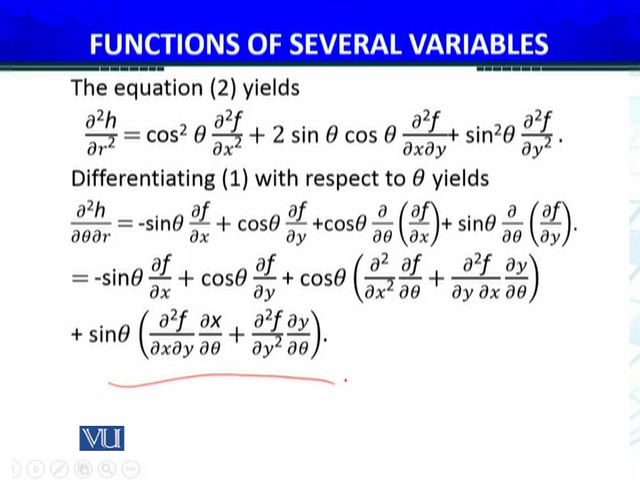 FUNCTIONS OF SEVERAL VARIABLES
The equation (2) yields
∂²h/∂r² = cos² θ ∂²f/∂x² + 2 sin θ cos θ ∂²f/∂x∂y + sin²θ ∂²f/∂y² .
Differentiating (1) with respect to θ yields
∂²h/∂θ∂r = -sinθ ∂f/∂x + cosθ ∂f/∂y +cosθ ∂/∂θ (∂f/∂x)+ sinθ ∂/∂θ (∂f/∂y).
= -sinθ ∂f/∂x + cosθ ∂f/∂y + cosθ (∂²/∂x² ∂f/∂θ + ∂²f/∂y ∂x ∂y/∂θ)
+ sinθ (∂²f/∂x∂y ∂x/∂θ + ∂²f/∂y² ∂y/∂θ).
VU